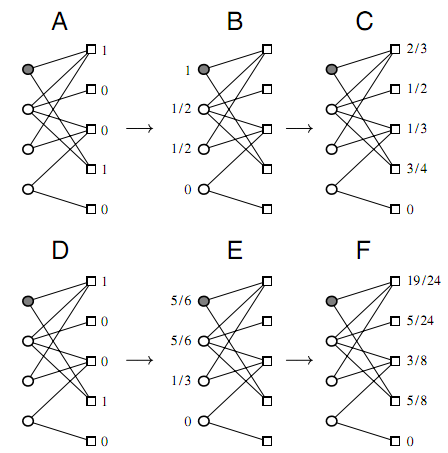 A B C
1 2/3
0 1 1/2
0 1/2 1/3
1 1/2 3/4
0 0 0
D E F
1 19/24
0 5/6 5/24
0 5/6 3/8
1 1/3 5/8
0 0 0